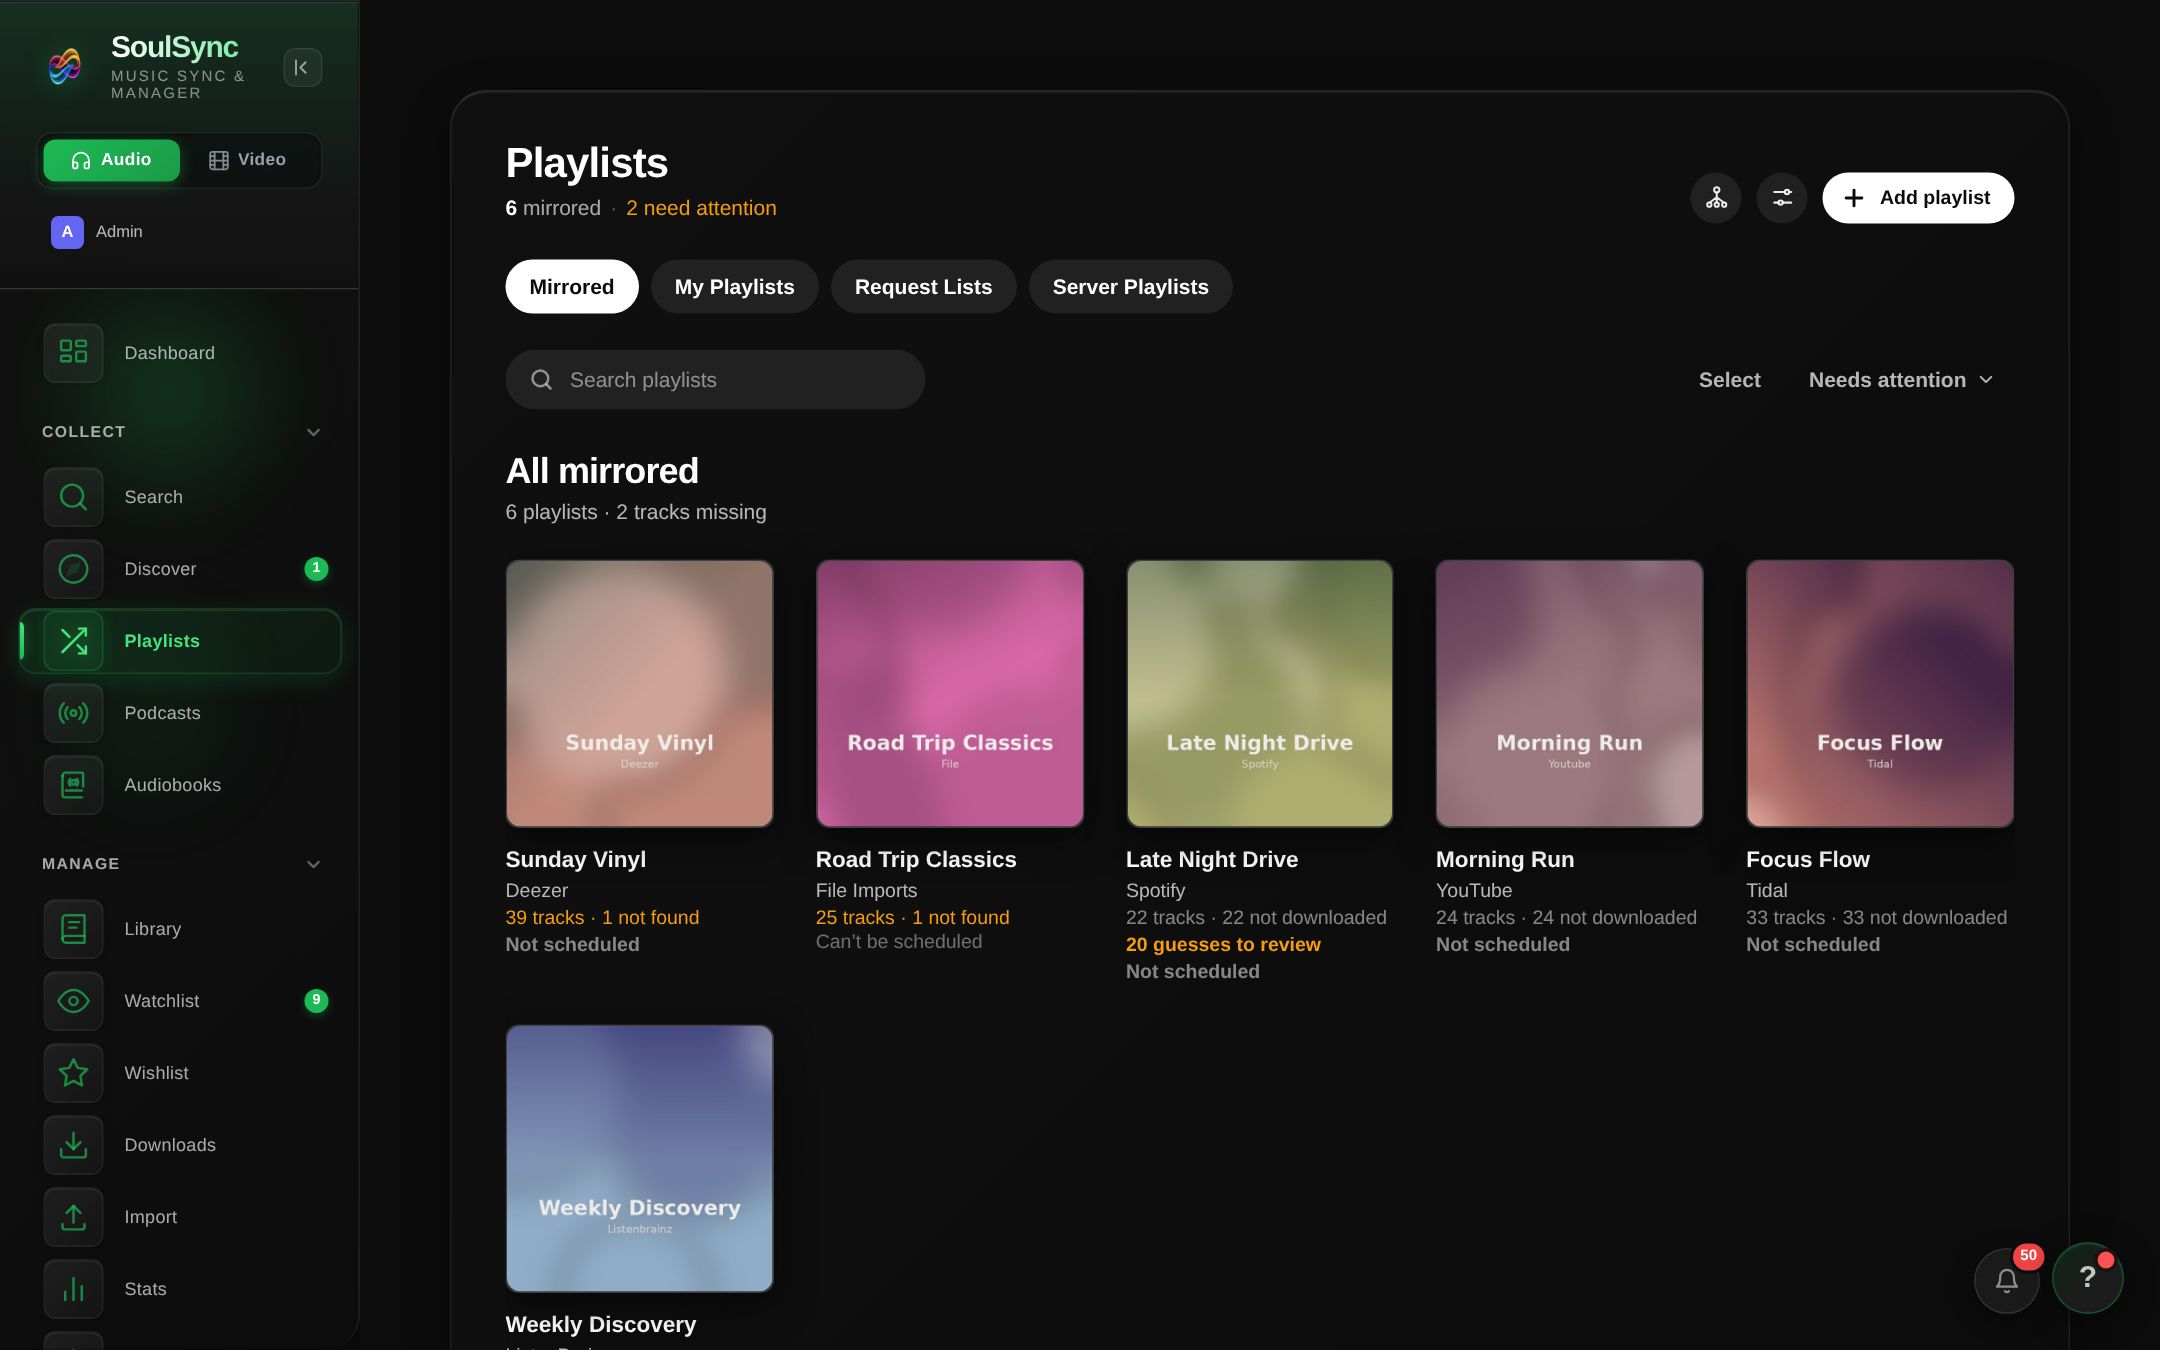 SoulSync
MUSIC SYNC &
MANAGER
Audio
Video
A
Admin
Dashboard
COLLECT
Search
Discover
1
Playlists
Podcasts
Audiobooks
MANAGE
Library
Watchlist
9
Wishlist
Downloads
Import
Stats
Playlists
6 mirrored · 2 need attention
Add playlist
Mirrored
My Playlists
Request Lists
Server Playlists
Search playlists
Select
Needs attention
All mirrored
6 playlists · 2 tracks missing
Sunday Vinyl
Deezer
Sunday Vinyl
Deezer
39 tracks · 1 not found
Not scheduled
Road Trip Classics
File
Road Trip Classics
File Imports
25 tracks · 1 not found
Can't be scheduled
Late Night Drive
Spotify
Late Night Drive
Spotify
22 tracks · 22 not downloaded
20 guesses to review
Not scheduled
Morning Run
Youtube
Morning Run
YouTube
24 tracks · 24 not downloaded
Not scheduled
Focus Flow
Tidal
Focus Flow
Tidal
33 tracks · 33 not downloaded
Not scheduled
Weekly Discovery
Listenbrainz
Weekly Discovery
50
?